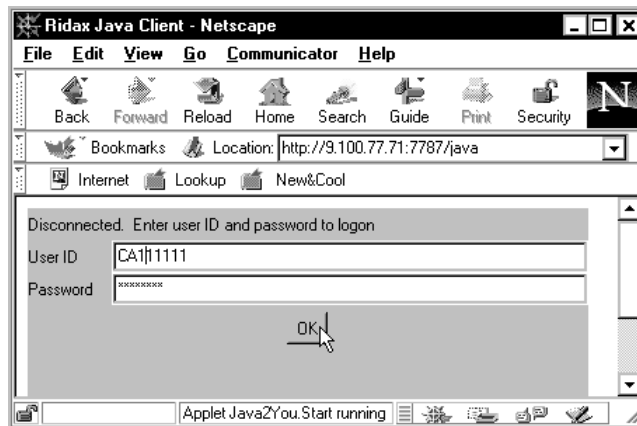 Ridax Java Client - Netscape
File Edit View Go Communicator Help
Back Forward Reload Home Search Guide Print Security N
Bookmarks Location: http://9.100.77.71:7787/java
Internet Lookup New&Cool
Disconnected. Enter user ID and password to logon
User ID CA111111
Password ********
OK
Applet Java2You.Start running